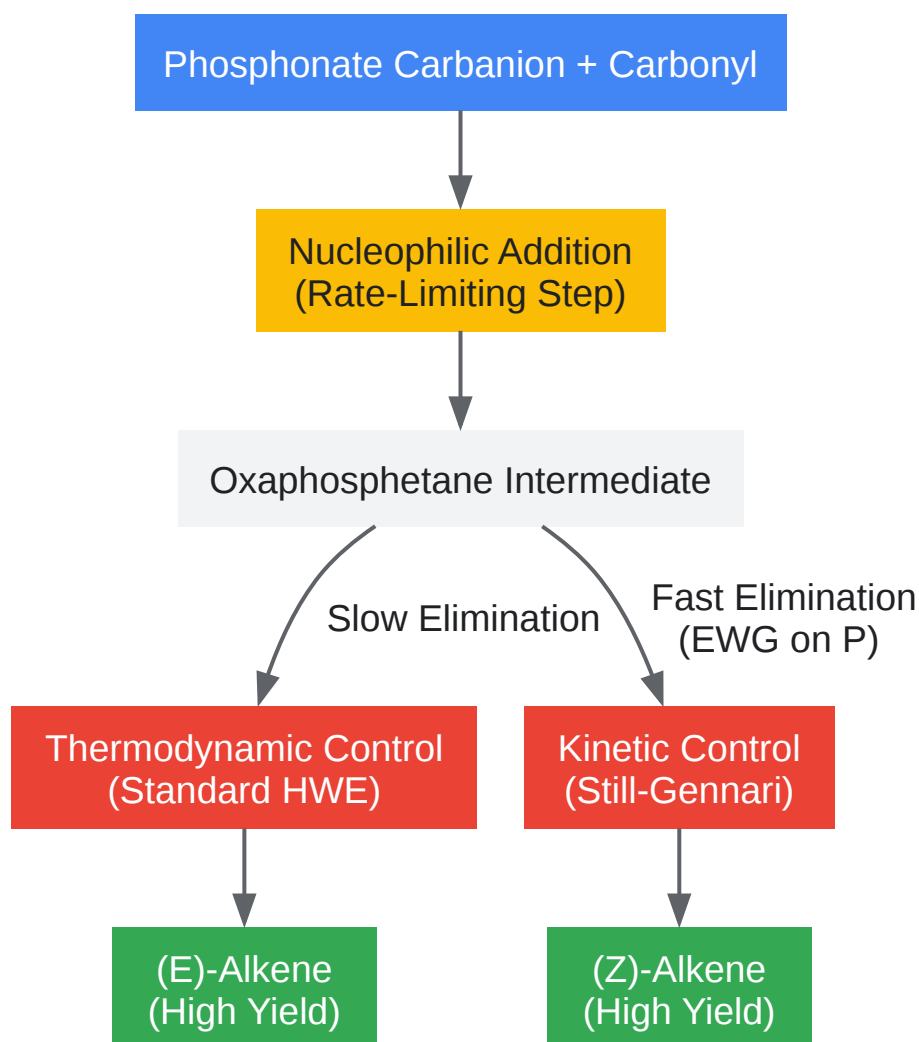 Phosphonate Carbanion + Carbonyl
Nucleophilic Addition
(Rate-Limiting Step)
Oxaphosphetane Intermediate
Slow Elimination
Fast Elimination
(EWG on P)
Thermodynamic Control
(Standard HWE)
Kinetic Control
(Still-Gennari)
(E)-Alkene
(High Yield)
(Z)-Alkene
(High Yield)